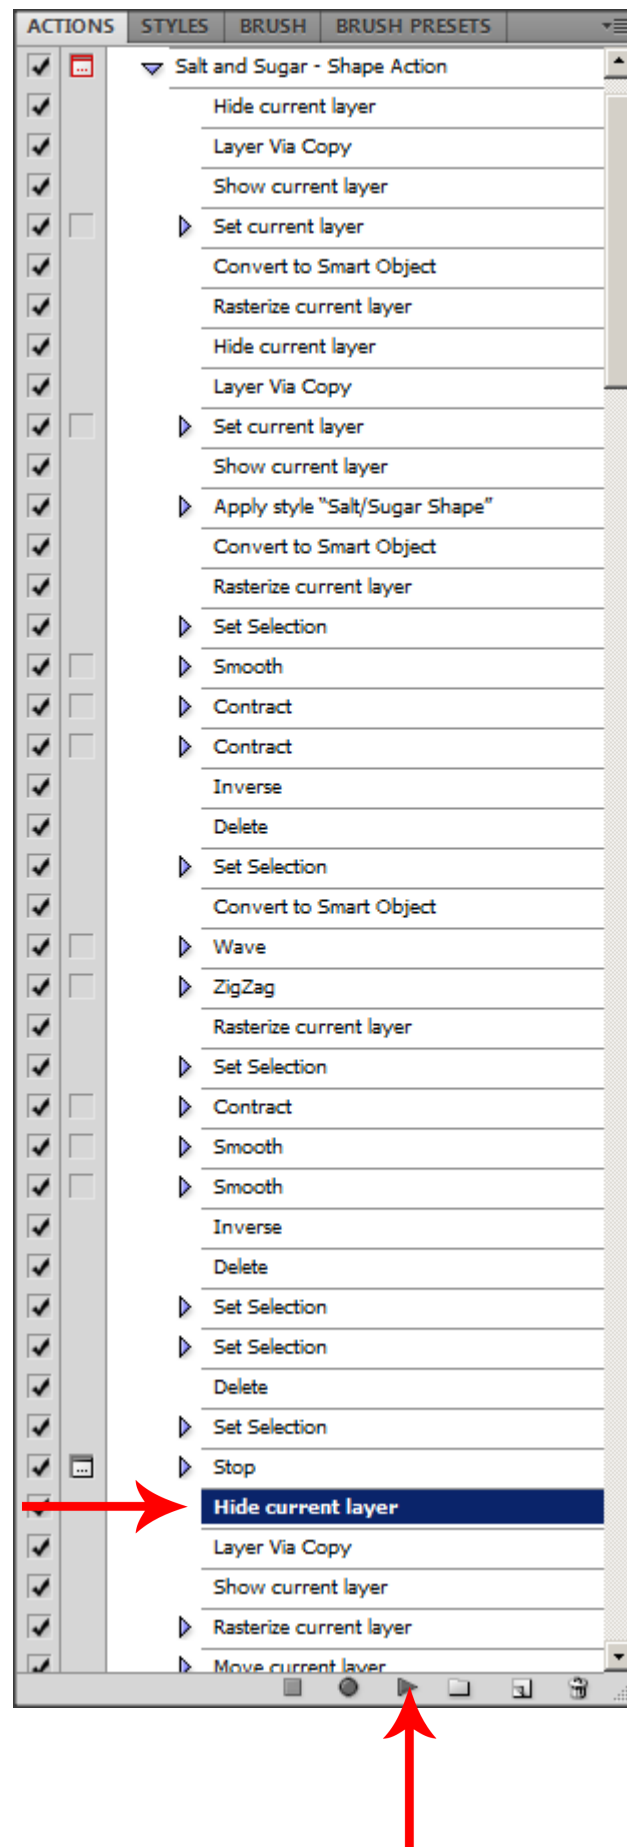 ACTIONS STYLES BRUSH BRUSH PRESETS
Salt and Sugar - Shape Action
Hide current layer
Layer Via Copy
Show current layer
Set current layer
Convert to Smart Object
Rasterize current layer
Hide current layer
Layer Via Copy
Set current layer
Show current layer
Apply style “Salt/Sugar Shape”
Convert to Smart Object
Rasterize current layer
Set Selection
Smooth
Contract
Contract
Inverse
Delete
Set Selection
Convert to Smart Object
Wave
ZigZag
Rasterize current layer
Set Selection
Contract
Smooth
Smooth
Inverse
Delete
Set Selection
Set Selection
Delete
Set Selection
Stop
Hide current layer
Layer Via Copy
Show current layer
Rasterize current layer
Move current layer